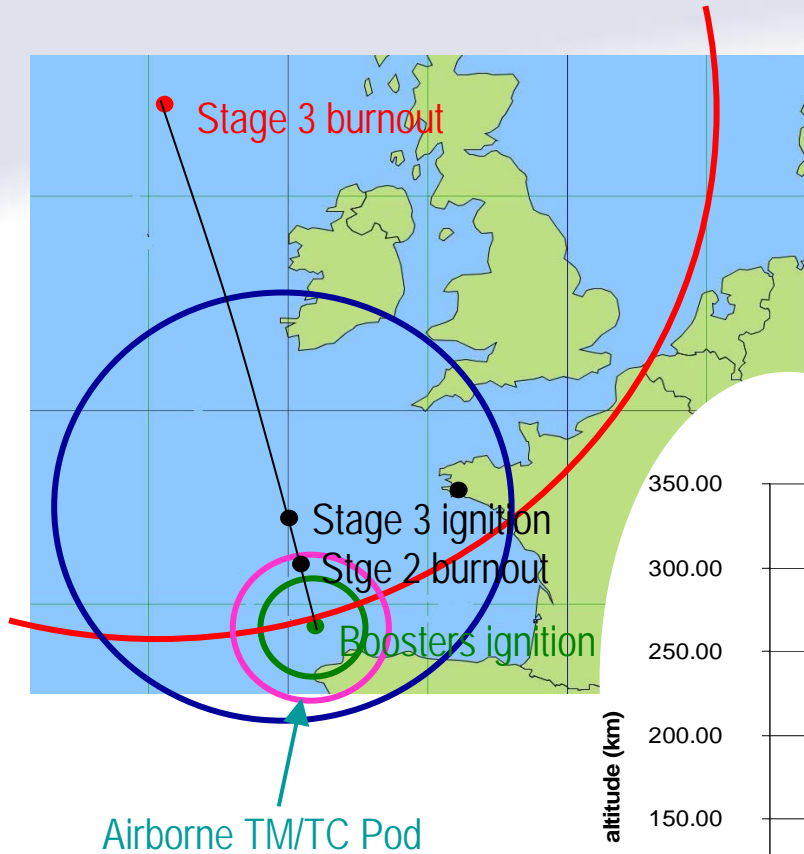 Stage 3 burnout
Stage 3 ignition
Stge 2 burnout
Boosters ignition
Airborne TM/TC Pod
350.00
300.00
250.00
200.00
150.00
altitude (km)